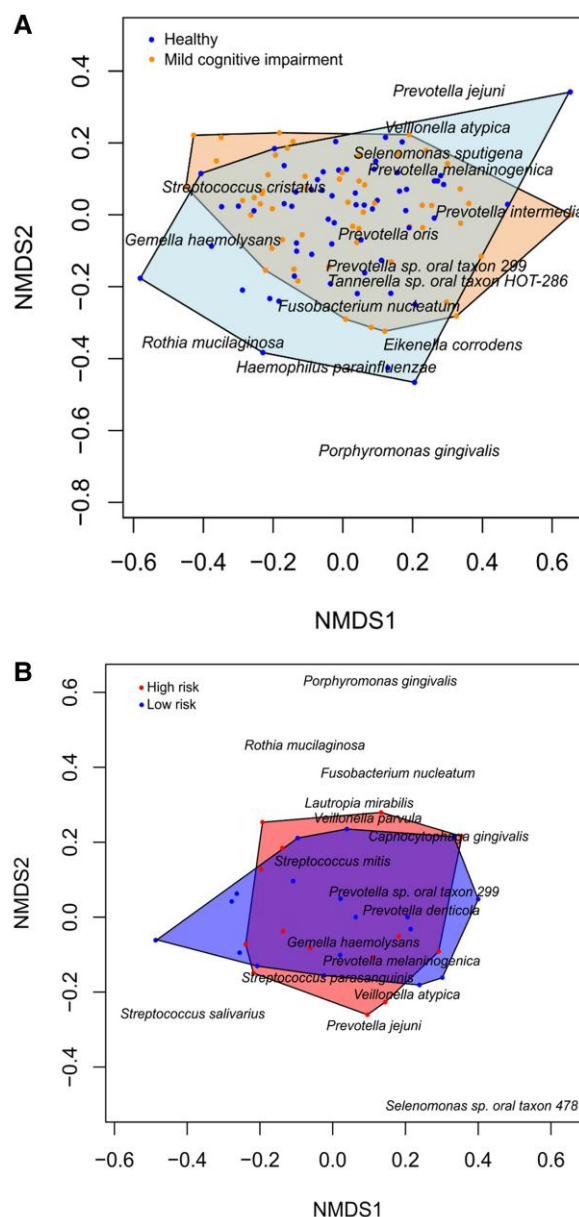 A
Healthy
Mild cognitive impairment
Prevotella jejuni
Veillonella atypica
Selenomonas sputigena
Prevotella melaninogenica
Streptococcus cristatus
Prevotella intermedia
Gemella haemolysans
Prevotella oris
Prevotella sp. oral taxon 299
Tannerella sp. oral taxon HOT-286
Fusobacterium nucleatum
Rothia mucilaginosa
Eikenella corrodens
Haemophilus parainfluenzae
Porphyromonas gingivalis
0.4
0.2
0.0
−0.2
−0.4
−0.6
−0.8
NMDS2
−0.6 −0.4 −0.2 0.0 0.2 0.4 0.6
NMDS1
B
High risk
Low risk
Porphyromonas gingivalis
Rothia mucilaginosa
Fusobacterium nucleatum
Lautropia mirabilis
Veillonella parvula
Capnocytophaga gingivalis
Streptococcus mitis
Prevotella sp. oral taxon 299
Prevotella denticola
Gemella haemolysans
Prevotella melaninogenica
Streptococcus parasanguinis
Veillonella atypica
Streptococcus salivarius
Prevotella jejuni
Selenomonas sp. oral taxon 478
0.6
0.4
0.2
0.0
−0.2
−0.4
NMDS2
−0.6 −0.4 −0.2 0.0 0.2 0.4 0.6
NMDS1